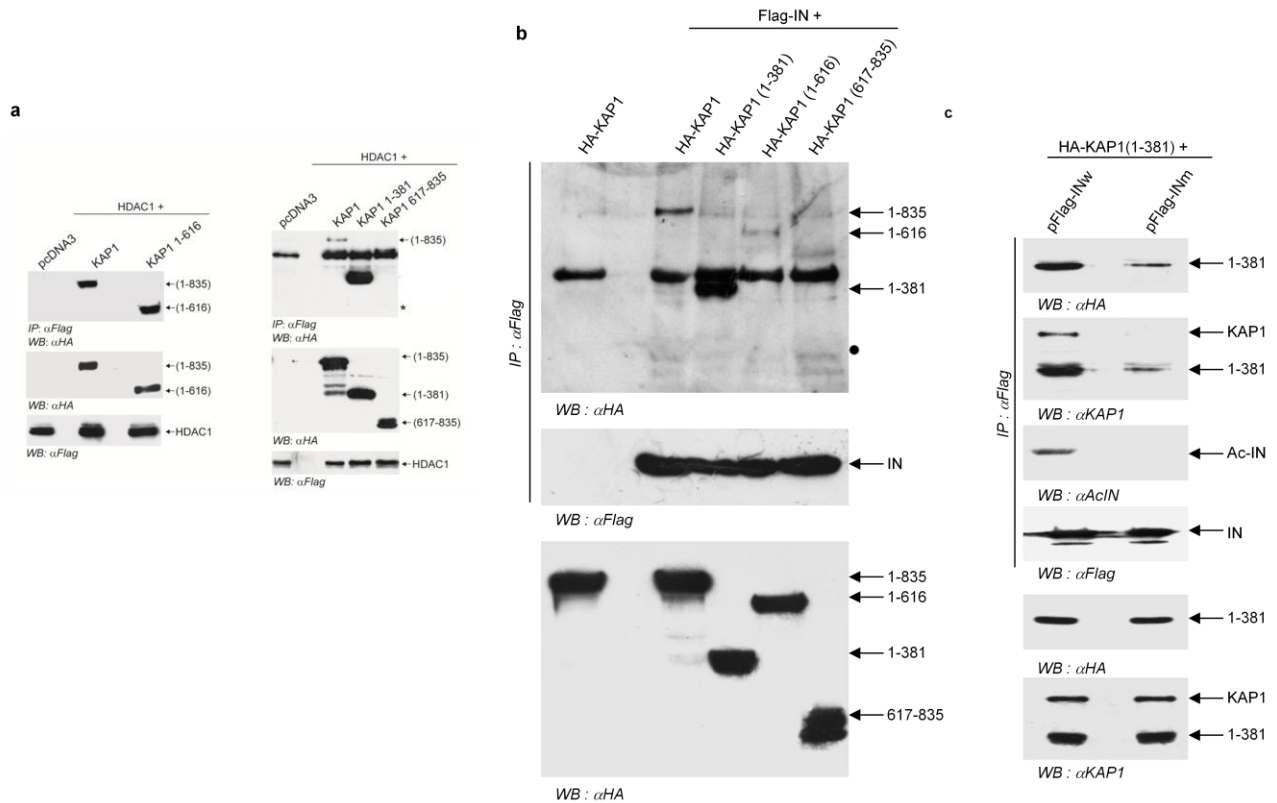 a
HDAC1 +
pcDNA3
KAP1
KAP1 1-616
(1-835)
(1-616)
IP: αFlag
WB: αHA
(1-835)
(1-616)
WB: αHA
HDAC1
WB: αFlag
HDAC1 +
pcDNA3
KAP1
KAP1 1-381
KAP1 617-835
(1-835)
*
IP: αFlag
WB: αHA
(1-835)
(1-381)
(617-835)
WB: αHA
HDAC1
WB: αFlag
b
Flag-IN +
HA-KAP1
HA-KAP1
HA-KAP1 (1-381)
HA-KAP1 (1-616)
HA-KAP1 (617-835)
IP : αFlag
1-835
1-616
1-381
WB : αHA
IN
WB : αFlag
1-835
1-616
1-381
617-835
WB : αHA
c
HA-KAP1(1-381) +
pFlag-INw
pFlag-INm
IP : αFlag
1-381
WB : αHA
KAP1
1-381
WB : αKAP1
Ac-IN
WB : αAcIN
IN
WB : αFlag
1-381
WB : αHA
KAP1
1-381
WB : αKAP1